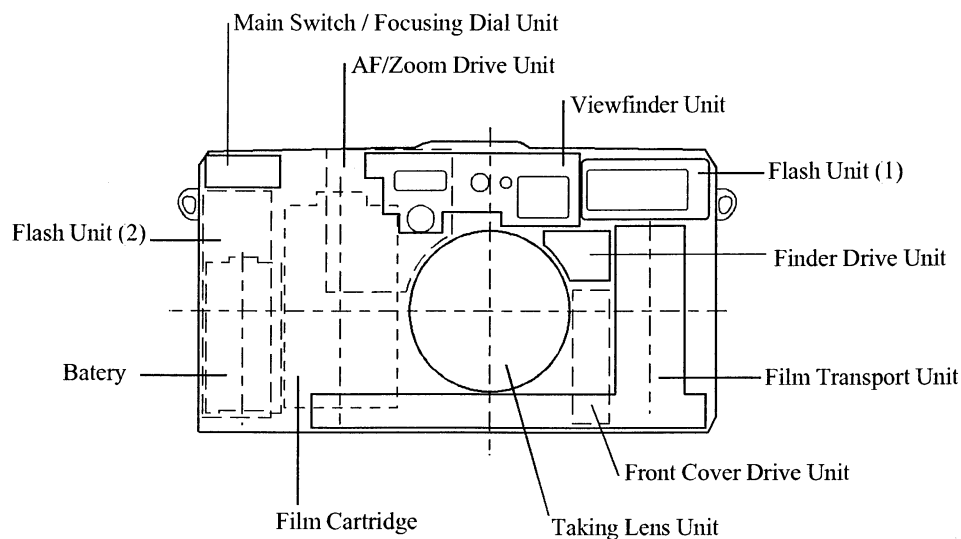 Main Switch / Focusing Dial Unit
AF/Zoom Drive Unit
Viewfinder Unit
Flash Unit (1)
Flash Unit (2)
Finder Drive Unit
Batery
Film Transport Unit
Front Cover Drive Unit
Film Cartridge
Taking Lens Unit